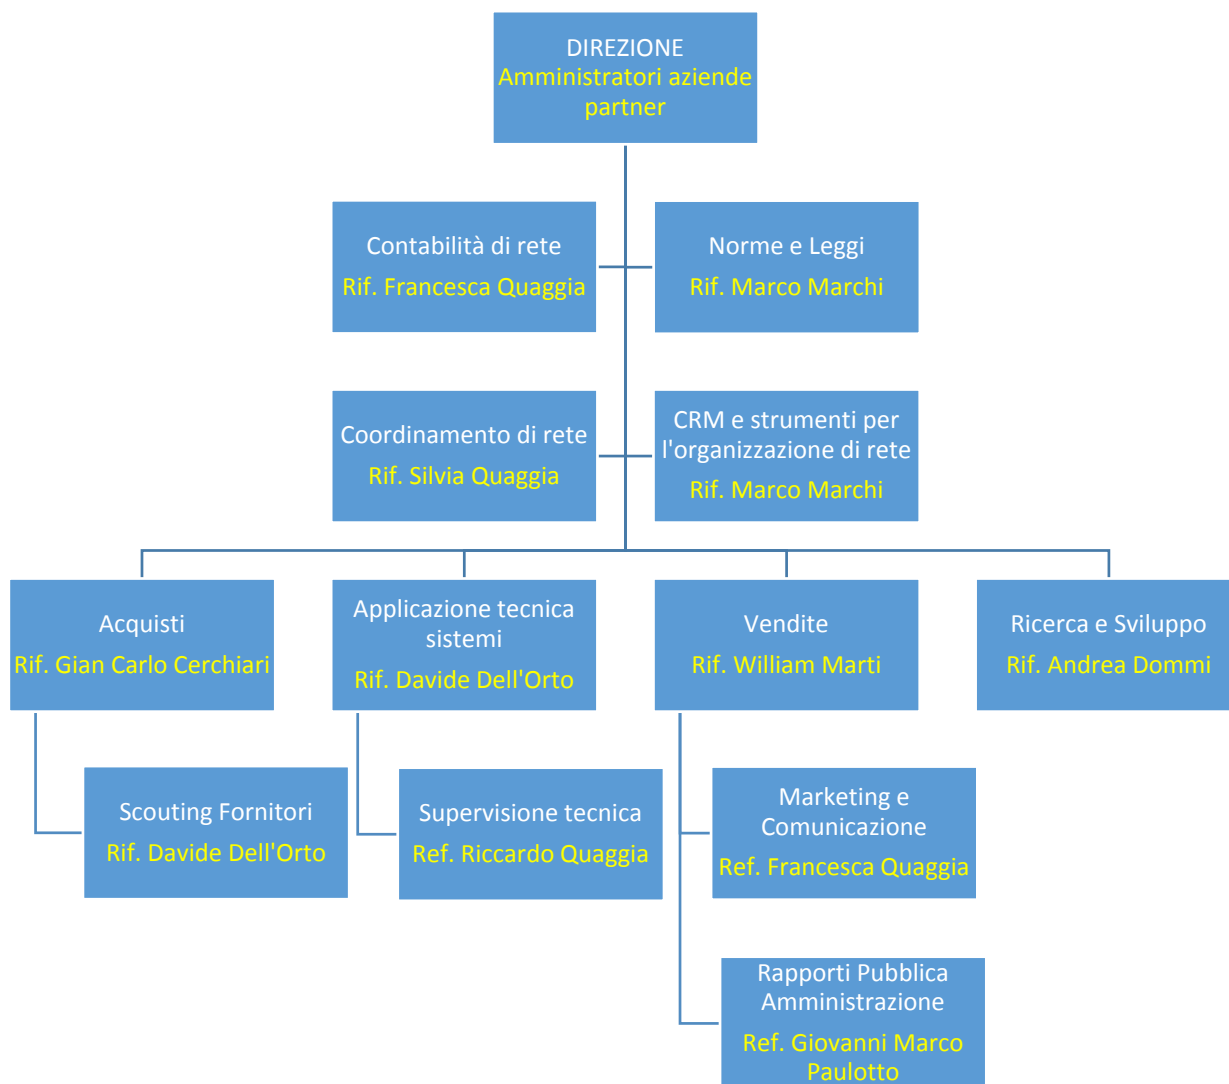 DIREZIONE
Amministratori aziende
partner
Contabilità di rete
Rif. Francesca Quaggia
Norme e Leggi
Rif. Marco Marchi
Coordinamento di rete
Rif. Silvia Quaggia
CRM e strumenti per
l'organizzazione di rete
Rif. Marco Marchi
Acquisti
Rif. Gian Carlo Cerchiari
Applicazione tecnica
sistemi
Rif. Davide Dell'Orto
Vendite
Rif. William Marti
Ricerca e Sviluppo
Rif. Andrea Dommi
Scouting Fornitori
Rif. Davide Dell'Orto
Supervisione tecnica
Ref. Riccardo Quaggia
Marketing e
Comunicazione
Ref. Francesca Quaggia
Rapporti Pubblica
Amministrazione
Ref. Giovanni Marco
Paulotto